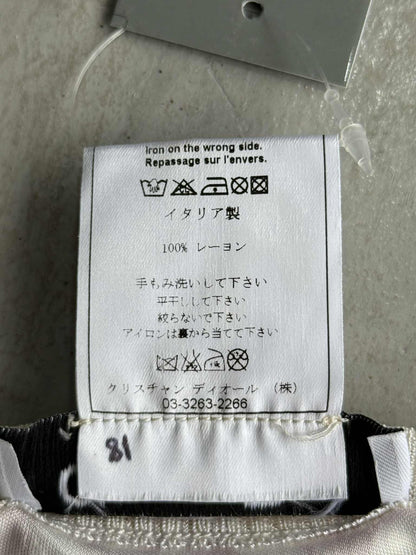 Iron on the wrong side.
Repassage sur l'envers.
イタリア製
100% レーヨン
手もみ洗いして下さい
平干しして下さい
絞らないで下さい
アイロンは裏から当てて下さい
クリスチャン ディオール (株)
03-3263-2266
81